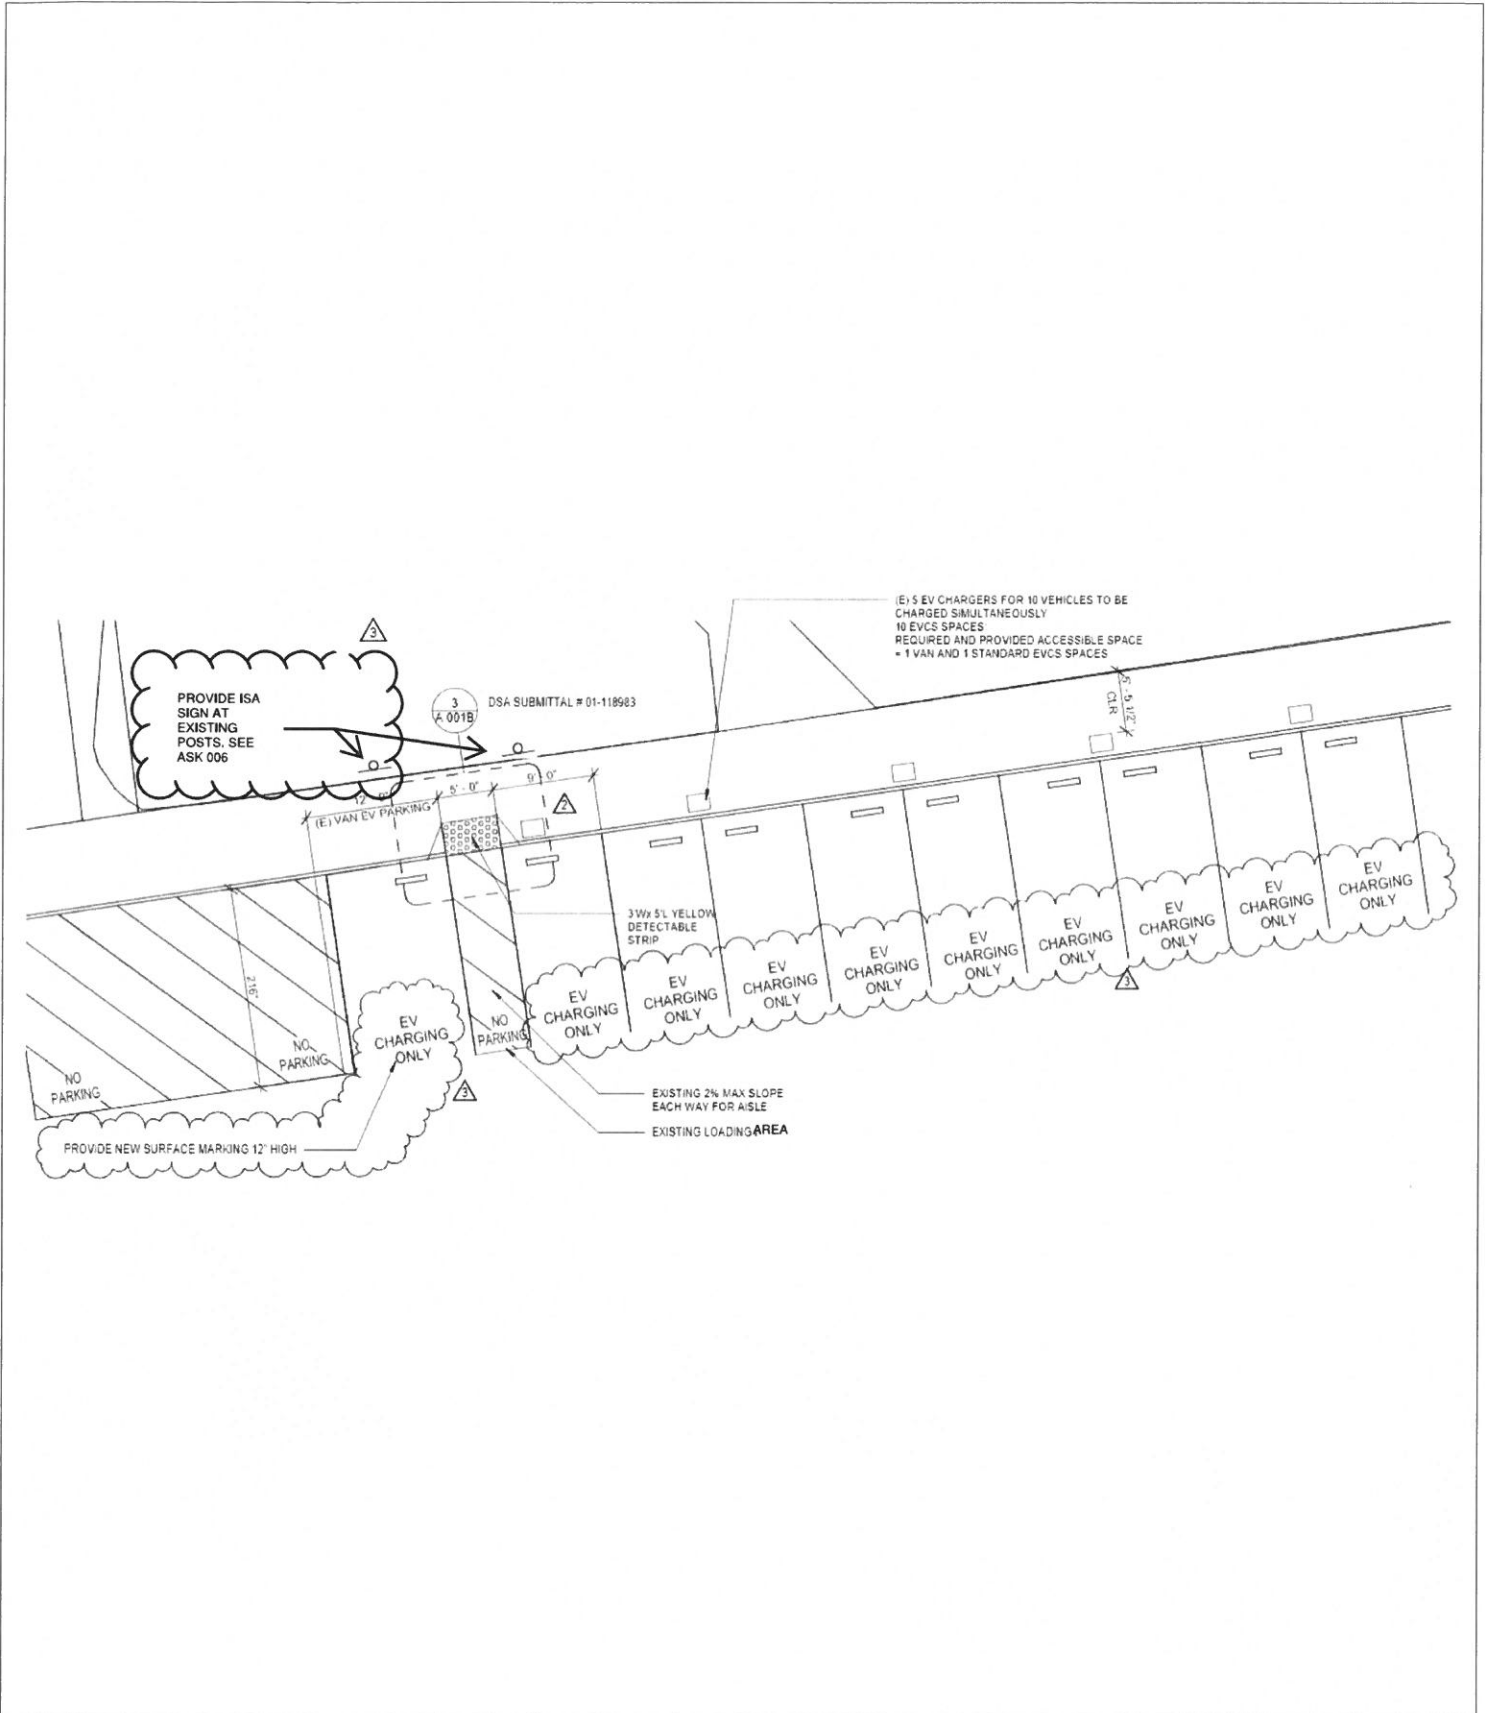 (E) 5 EV CHARGERS FOR 10 VEHICLES TO BE
CHARGED SIMULTANEOUSLY
10 EVCS SPACES
REQUIRED AND PROVIDED ACCESSIBLE SPACE
= 1 VAN AND 1 STANDARD EVCS SPACES
3
PROVIDE ISA
SIGN AT
EXISTING
POSTS. SEE
ASK 006
3
A 001B
DSA SUBMITTAL # 01-118983
5' - 5 1/2"
CLR
12' - 0"
5' - 0"
9' - 0"
(E) VAN EV PARKING
2
3'Wx 5'L YELLOW
DETECTABLE
STRIP
216"
NO
PARKING
NO
PARKING
EV
CHARGING
ONLY
NO
PARKING
EV
CHARGING
ONLY
EV
CHARGING
ONLY
EV
CHARGING
ONLY
EV
CHARGING
ONLY
EV
CHARGING
ONLY
EV
CHARGING
ONLY
EV
CHARGING
ONLY
EV
CHARGING
ONLY
EV
CHARGING
ONLY
3
3
EXISTING 2% MAX SLOPE
EACH WAY FOR AISLE
EXISTING LOADING AREA
PROVIDE NEW SURFACE MARKING 12" HIGH